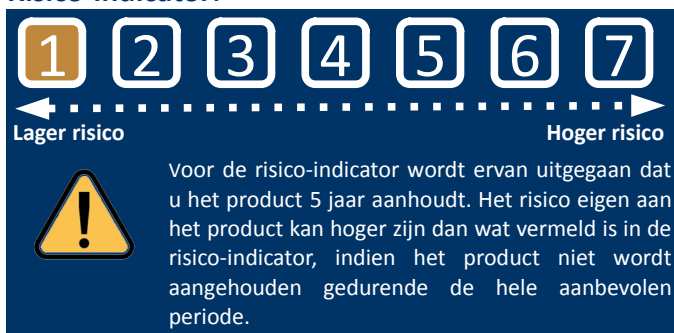 Risico-indicator:
1 2 3 4 5 6 7
Lager risico Hoger risico
Voor de risico-indicator wordt ervan uitgegaan dat
u het product 5 jaar aanhoudt. Het risico eigen aan
het product kan hoger zijn dan wat vermeld is in de
risico-indicator, indien het product niet wordt
aangehouden gedurende de hele aanbevolen
periode.